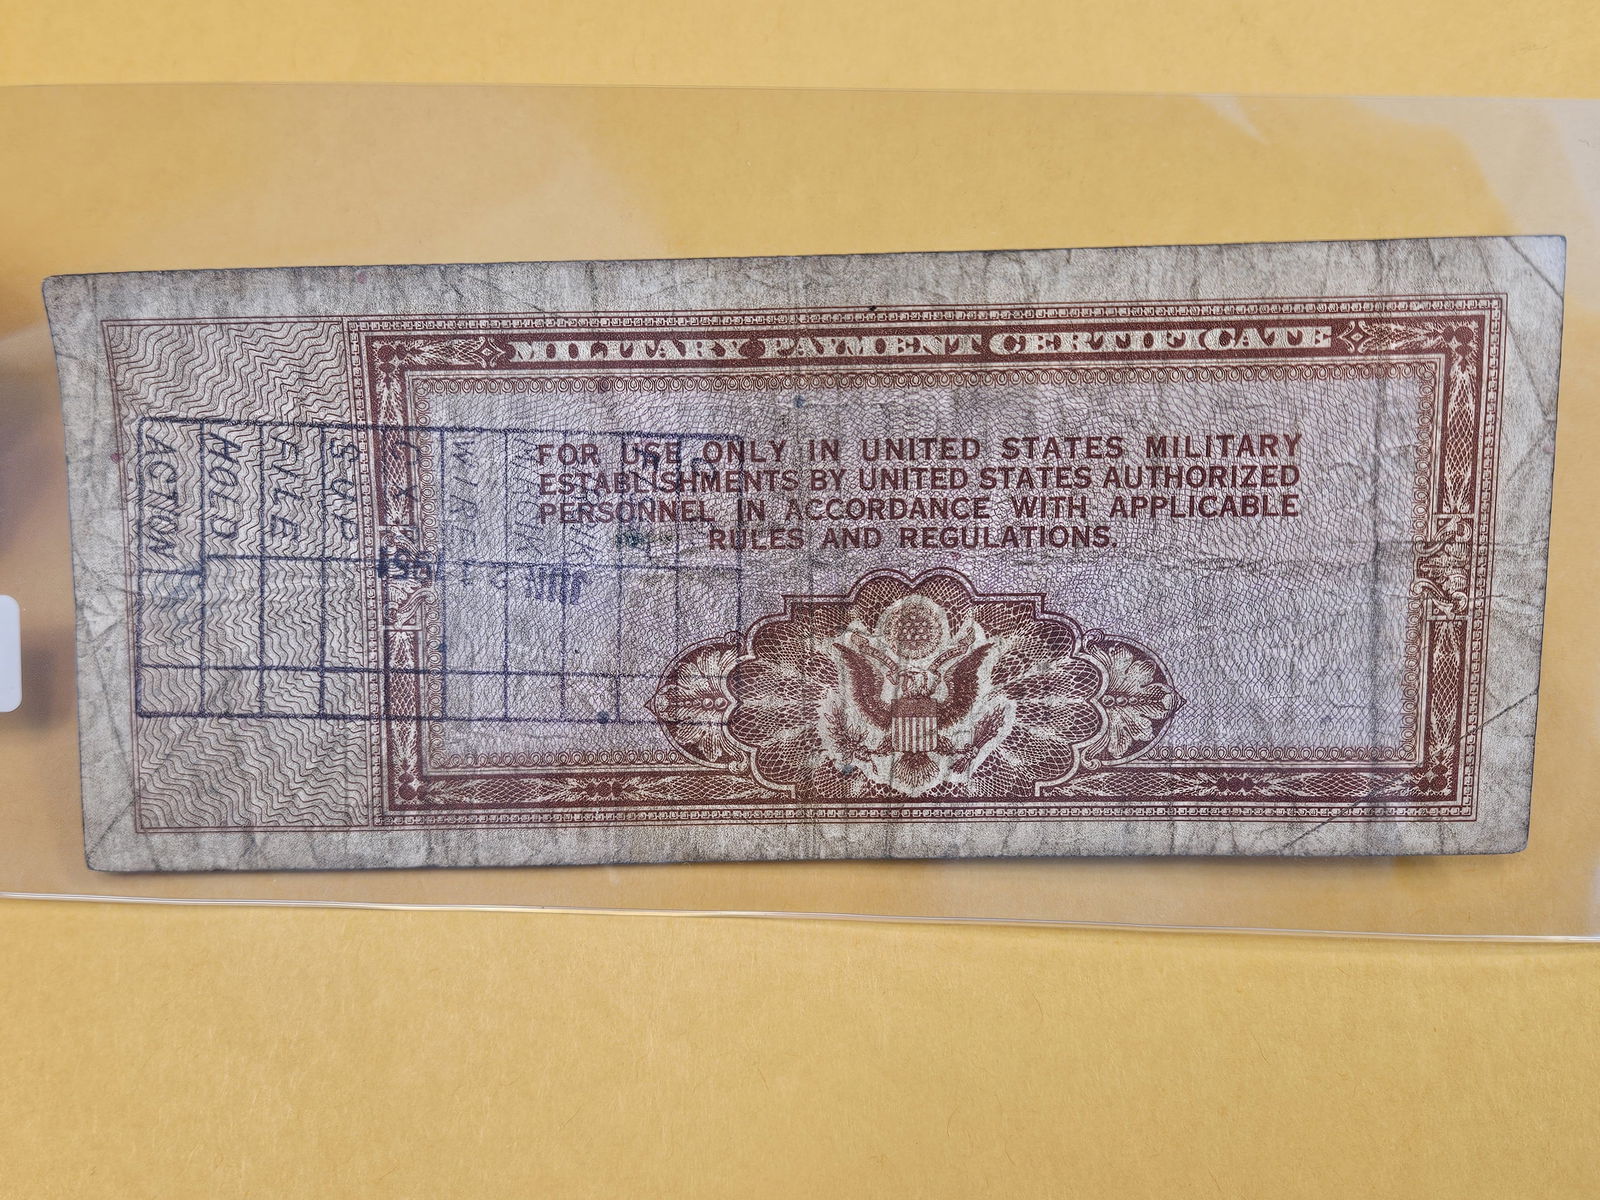 MILITARY PAYMENT CERTIFICATE
FOR USE ONLY IN UNITED STATES MILITARY
ESTABLISHMENTS BY UNITED STATES AUTHORIZED
PERSONNEL IN ACCORDANCE WITH APPLICABLE
RULES AND REGULATIONS.
ACTION
HOLD
FILE
SUP